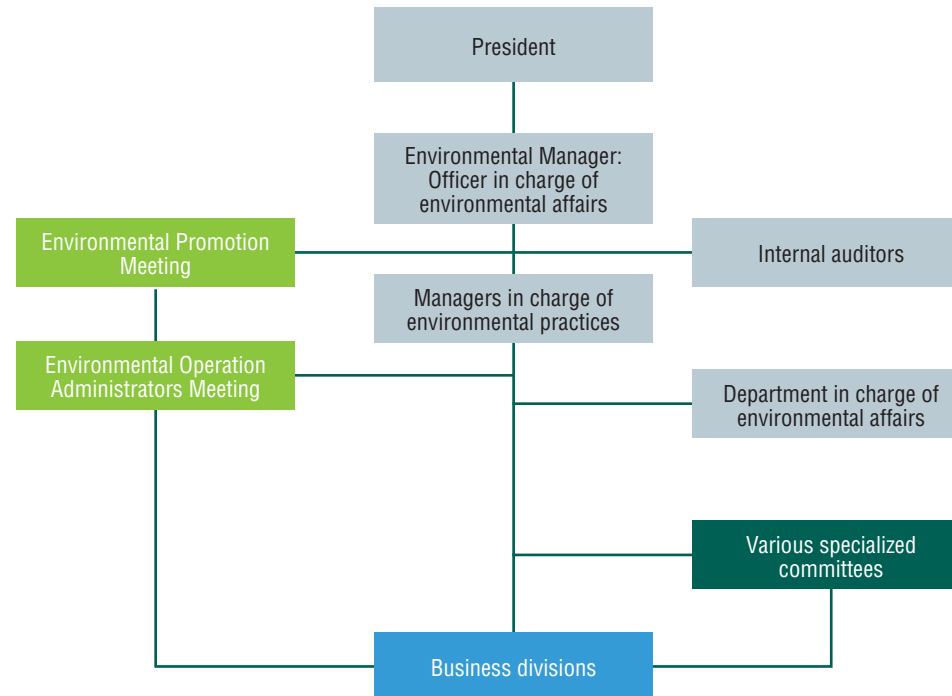 President
Environmental Manager:
Officer in charge of
environmental affairs
Environmental Promotion
Meeting
Internal auditors
Managers in charge of
environmental practices
Environmental Operation
Administrators Meeting
Department in charge of
environmental affairs
Various specialized
committees
Business divisions